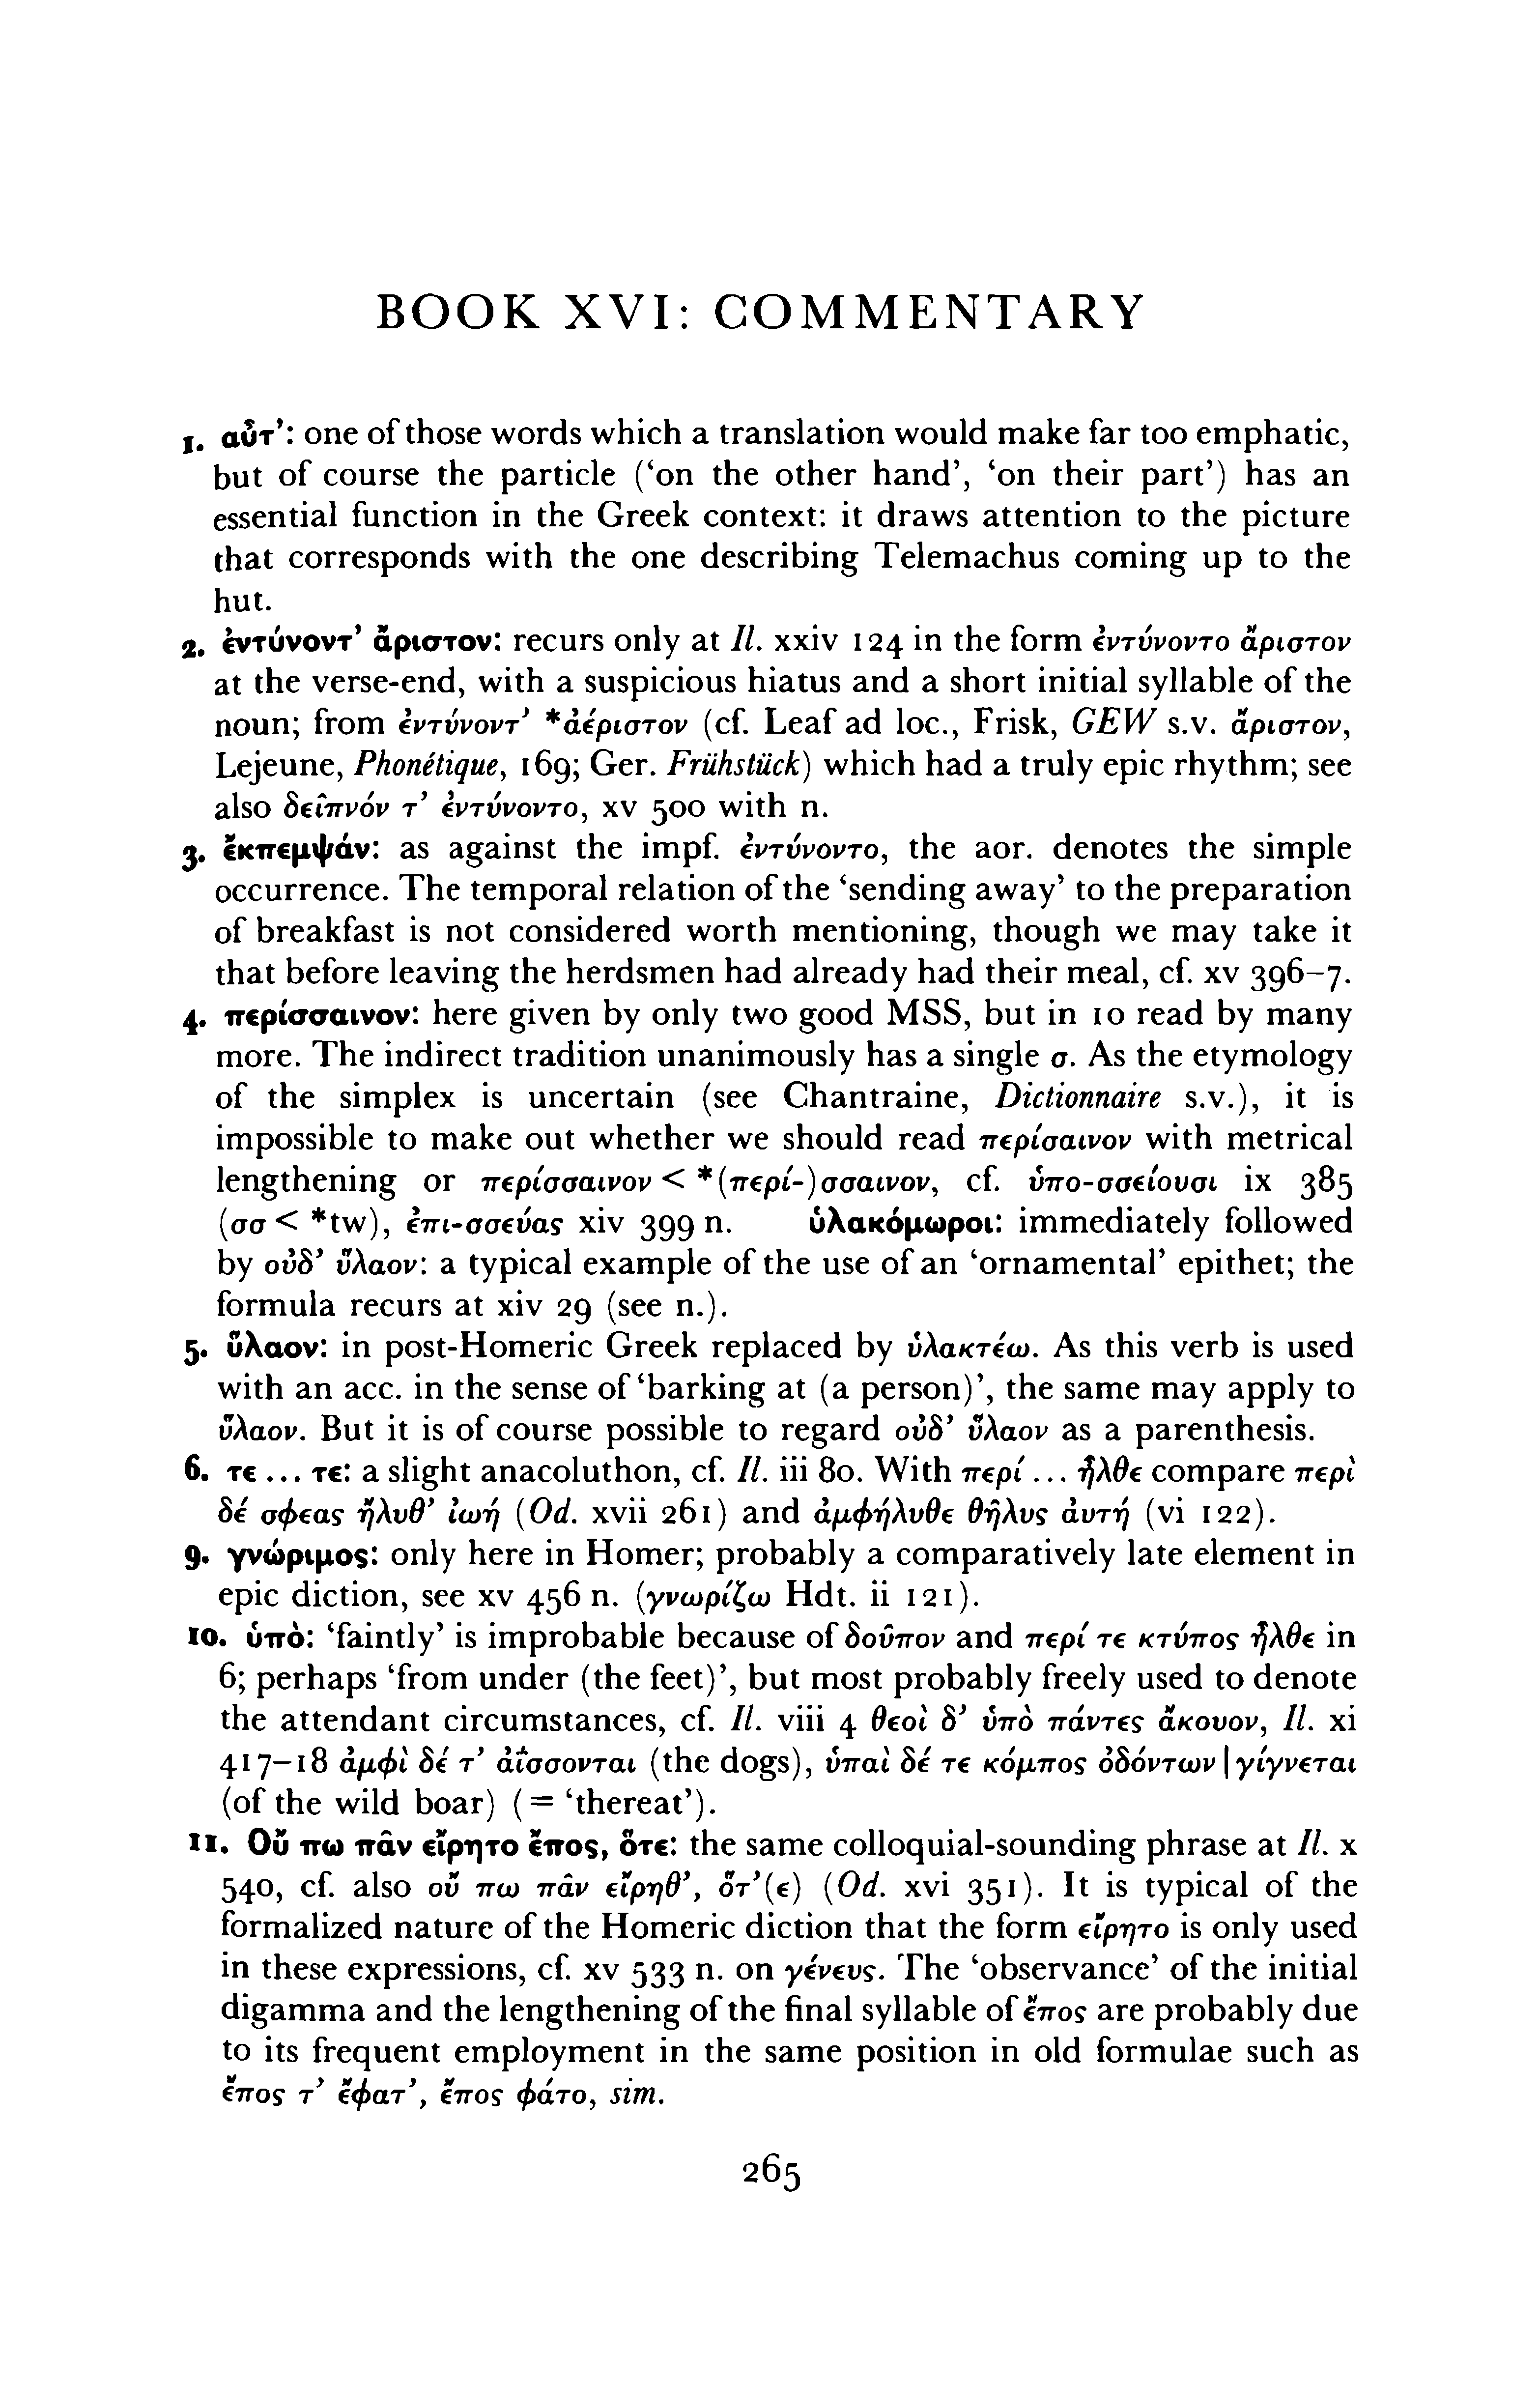 BOOK XVI: COMMENTARY
1. αὖτ’: one of those words which a translation would make far too emphatic,
but of course the particle (‘on the other hand’, ‘on their part’) has an
essential function in the Greek context: it draws attention to the picture
that corresponds with the one describing Telemachus coming up to the
hut.
2. ἐντύνοντ’ ἄριστον: recurs only at Il. xxiv 124 in the form ἐντύνοντο ἄριστον
at the verse-end, with a suspicious hiatus and a short initial syllable of the
noun; from ἐντύνοντ’ *ἀέριστον (cf. Leaf ad loc., Frisk, GEW s.v. ἄριστον,
Lejeune, Phonétique, 169; Ger. Frühstück) which had a truly epic rhythm; see
also δεῖπνόν τ’ ἐντύνοντο, xv 500 with n.
3. ἔκπεμψάν: as against the impf. ἐντύνοντο, the aor. denotes the simple
occurrence. The temporal relation of the ‘sending away’ to the preparation
of breakfast is not considered worth mentioning, though we may take it
that before leaving the herdsmen had already had their meal, cf. xv 396–7.
4. περίσσαινον: here given by only two good MSS, but in 10 read by many
more. The indirect tradition unanimously has a single σ. As the etymology
of the simplex is uncertain (see Chantraine, Dictionnaire s.v.), it is
impossible to make out whether we should read περίσαινον with metrical
lengthening or περίσσαινον < *(περί-)σσαινον, cf. ὑπο-σσείουσι ix 385
(σσ < *tw), ἐπι-σσεύας xiv 399 n. ὑλακόμωροι: immediately followed
by οὐδ’ ὕλαον: a typical example of the use of an ‘ornamental’ epithet; the
formula recurs at xiv 29 (see n.).
5. ὕλαον: in post-Homeric Greek replaced by ὑλακτέω. As this verb is used
with an acc. in the sense of ‘barking at (a person)’, the same may apply to
ὕλαον. But it is of course possible to regard οὐδ’ ὕλαον as a parenthesis.
6. τε ... τε: a slight anacoluthon, cf. Il. iii 80. With περί ... ἦλθε compare περὶ
δέ σφεας ἤλυθ’ ἰωή (Od. xvii 261) and ἀμφήλυθε θῆλυς ἀυτή (vi 122).
9. γνώριμος: only here in Homer; probably a comparatively late element in
epic diction, see xv 456 n. (γνωρίζω Hdt. ii 121).
10. ὑπὸ: ‘faintly’ is improbable because of δοῦπον and περί τε κτύπος ἦλθε in
6; perhaps ‘from under (the feet)’, but most probably freely used to denote
the attendant circumstances, cf. Il. viii 4 θεοὶ δ’ ὑπὸ πάντες ἄκουον, Il. xi
417–18 ἀμφὶ δέ τ’ ἀΐσσονται (the dogs), ὑπαὶ δέ τε κόμπος ὀδόντων | γίγνεται
(of the wild boar) (= ‘thereat’).
11. Οὔ πω πᾶν εἴρητο ἔπος, ὅτε: the same colloquial-sounding phrase at Il. x
540, cf. also οὔ πω πᾶν εἴρηθ’, ὅτ’(ε) (Od. xvi 351). It is typical of the
formalized nature of the Homeric diction that the form εἴρητο is only used
in these expressions, cf. xv 533 n. on γένευς. The ‘observance’ of the initial
digamma and the lengthening of the final syllable of ἔπος are probably due
to its frequent employment in the same position in old formulae such as
ἔπος τ’ ἔφατ’, ἔπος φάτο, sim.
265